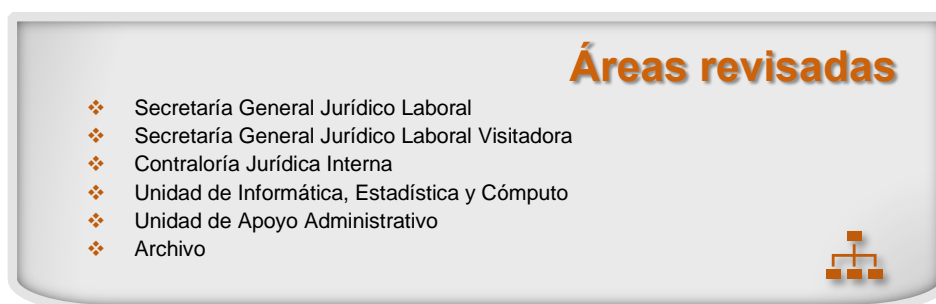 Áreas revisadas
Secretaría General Jurídico Laboral
Secretaría General Jurídico Laboral Visitadora
Contraloría Jurídica Interna
Unidad de Informática, Estadística y Cómputo
Unidad de Apoyo Administrativo
Archivo